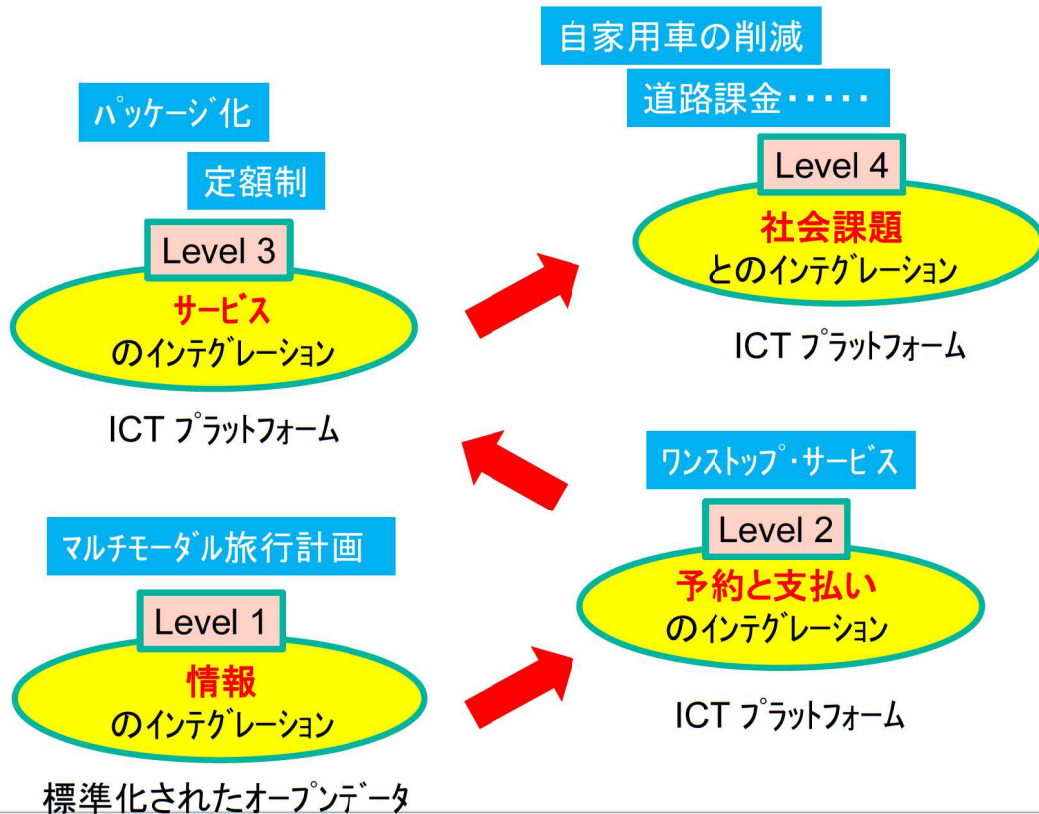 自家用車の削減
道路課金・・・・・
Level 4
社会課題
とのインテグレーション
ICT プラットフォーム
パッケージ化
定額制
Level 3
サービス
のインテグレーション
ICT プラットフォーム
ワンストップ・サービス
Level 2
予約と支払い
のインテグレーション
ICT プラットフォーム
マルチモーダル旅行計画
Level 1
情報
のインテグレーション
標準化されたオープンデータ